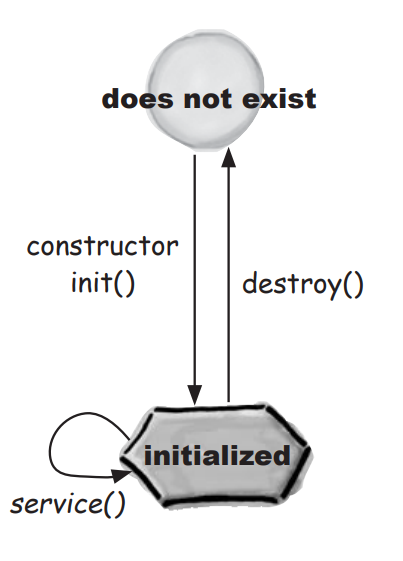 does not exist
constructor
init()
destroy()
initialized
service()